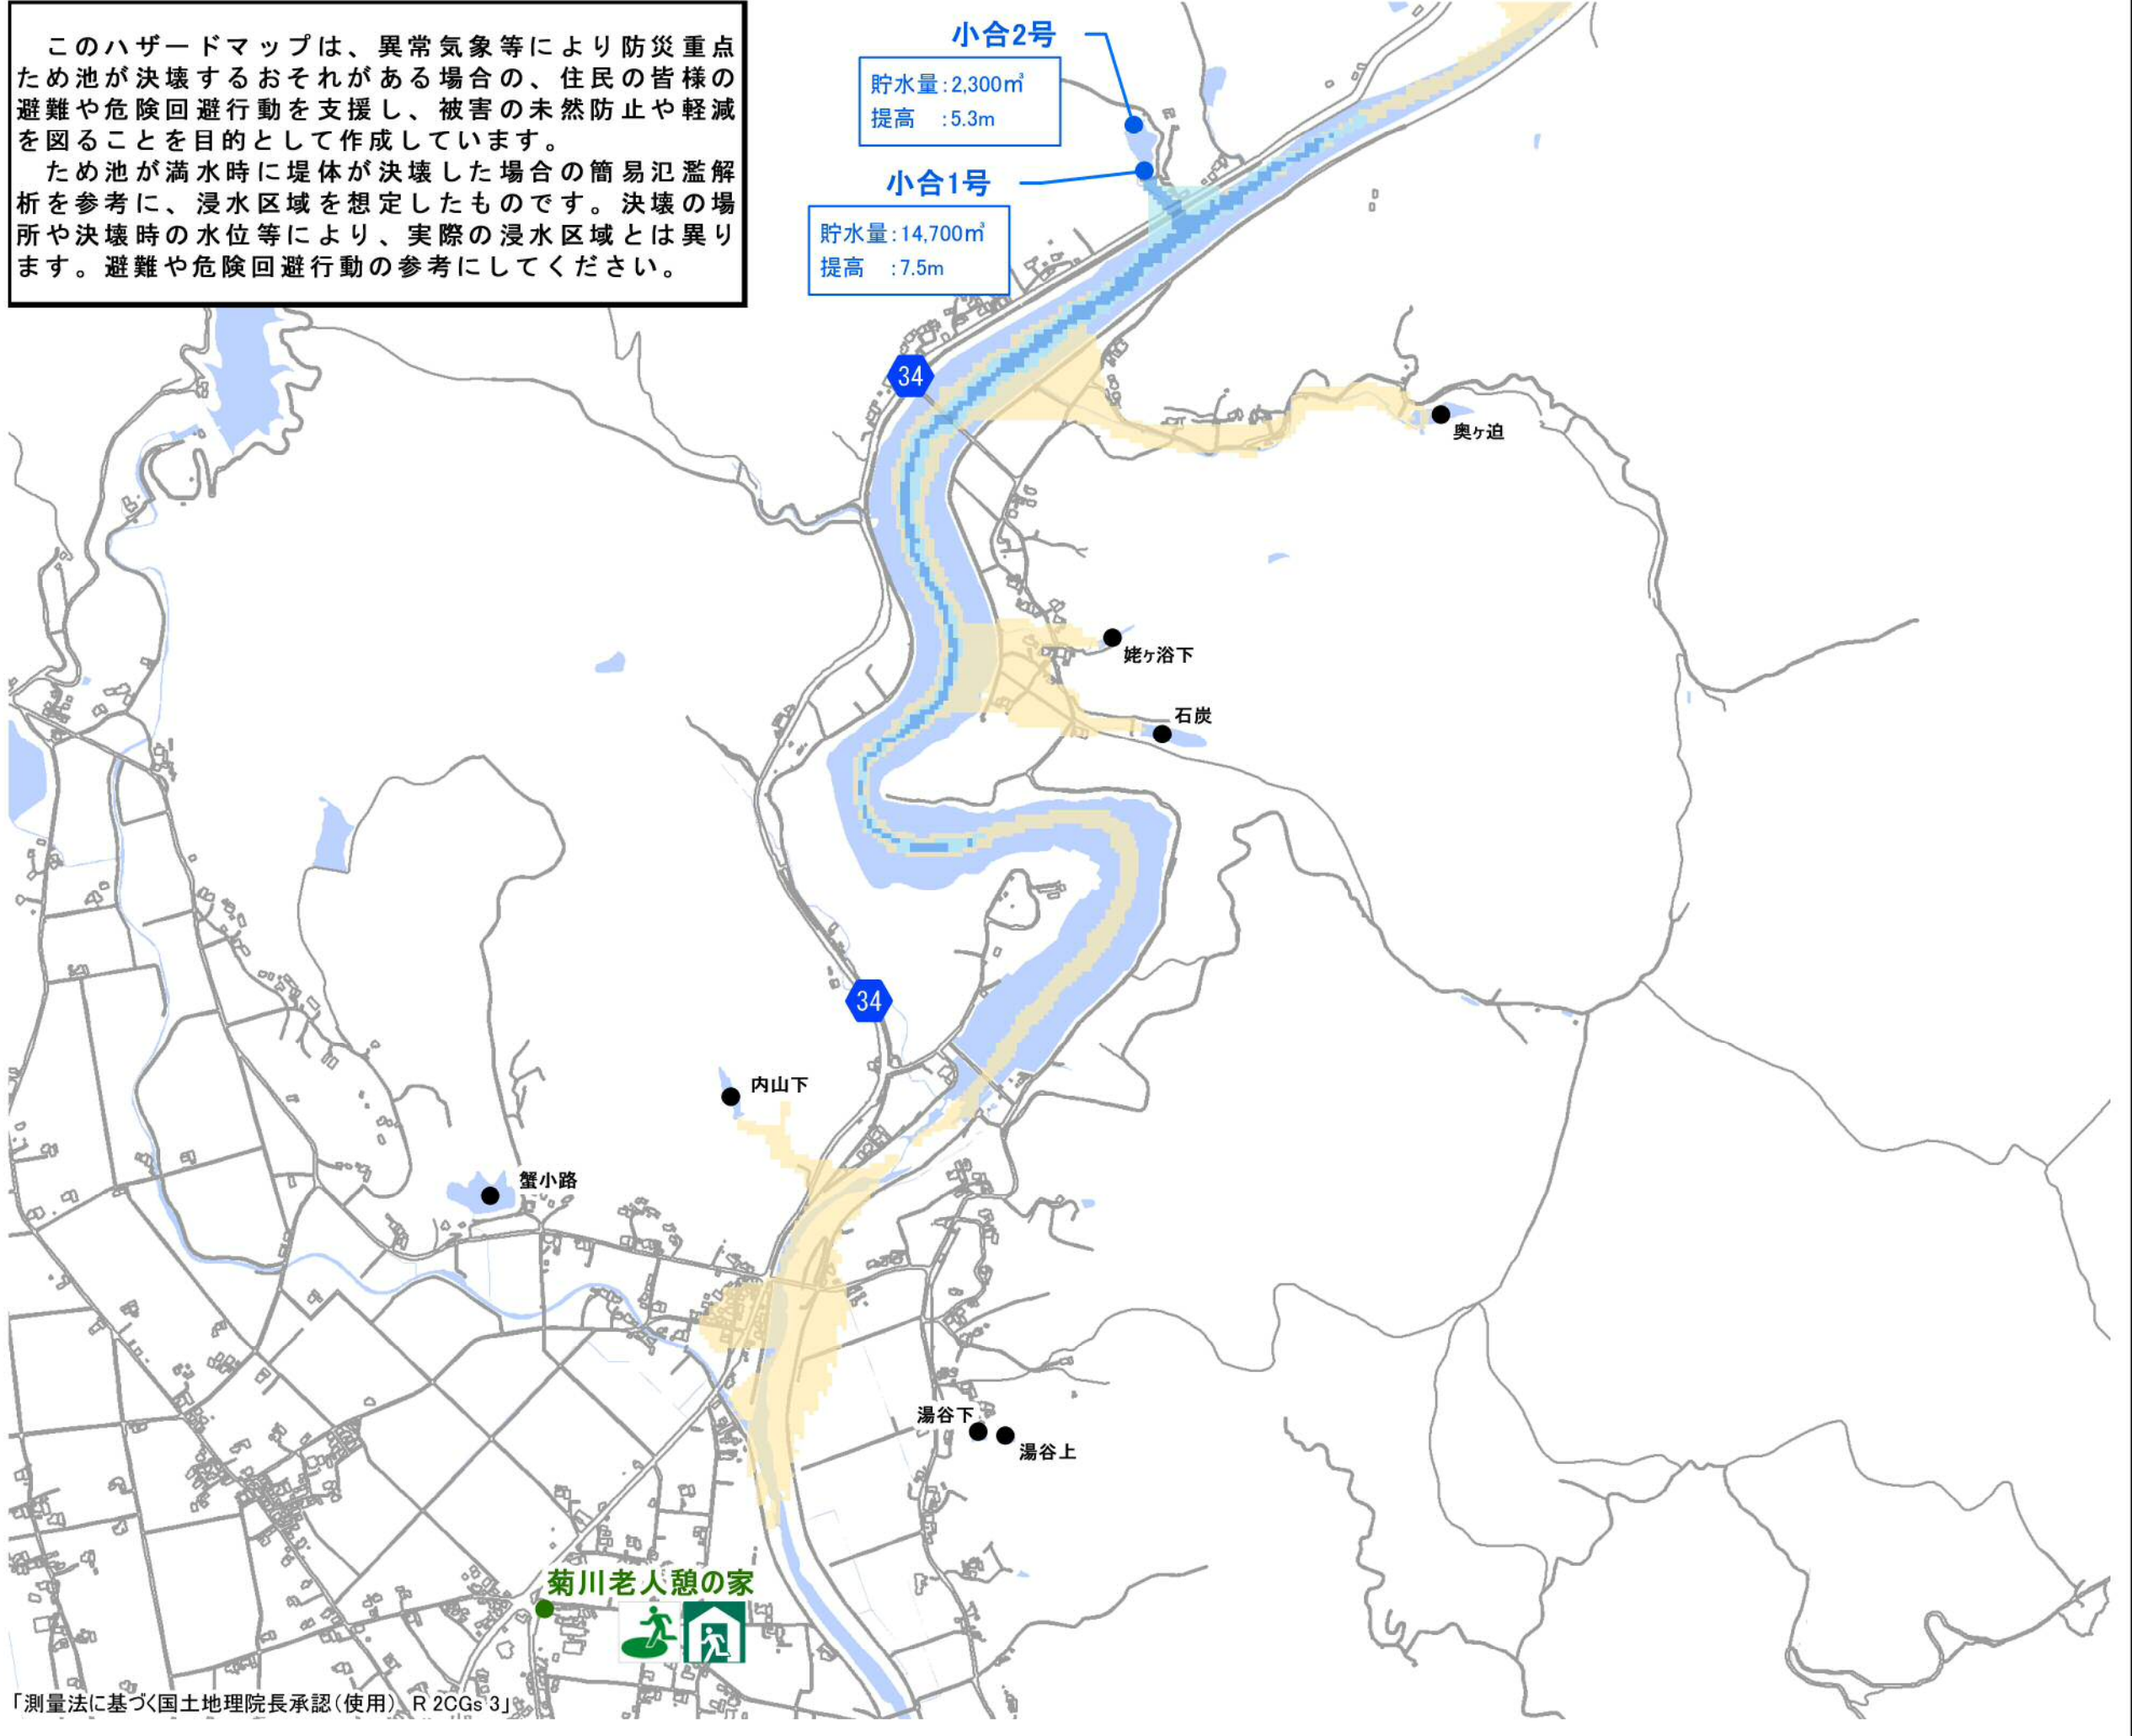 このハザードマップは、異常気象等により防災重点
ため池が決壊するおそれがある場合の、住民の皆様の
避難や危険回避行動を支援し、被害の未然防止や軽減
を図ることを目的として作成しています。
ため池が満水時に堤体が決壊した場合の簡易氾濫解
析を参考に、浸水区域を想定したものです。決壊の場
所や決壊時の水位等により、実際の浸水区域とは異り
ます。避難や危険回避行動の参考にしてください。
小合2号
貯水量:2,300㎥
提高 :5.3m
小合1号
貯水量:14,700㎥
提高 :7.5m
34
奥ヶ迫
姥ヶ浴下
石炭
34
内山下
蟹小路
湯谷下
湯谷上
菊川老人憩の家
「測量法に基づく国土地理院長承認(使用) R 2CGs 3」